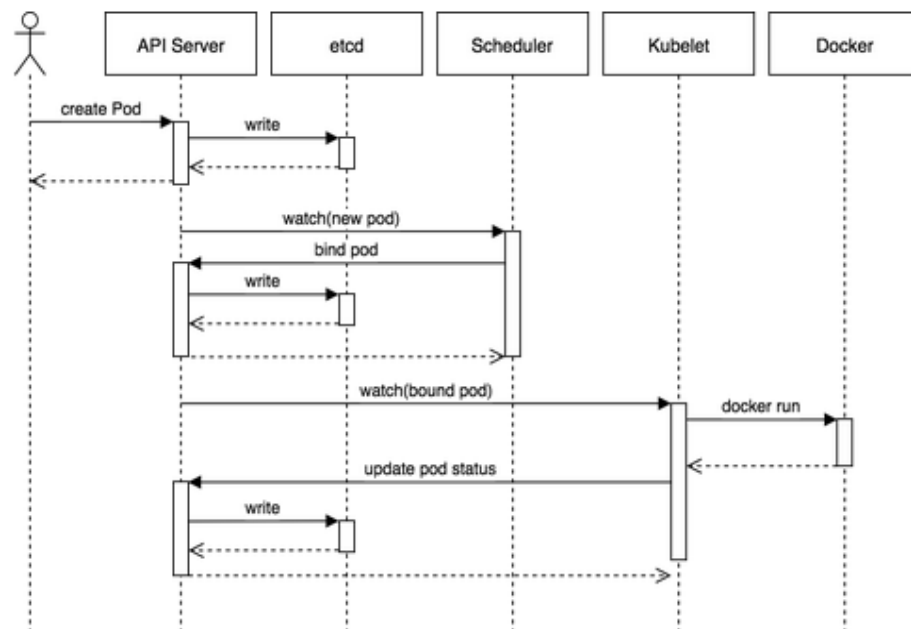 API Server
etcd
Scheduler
Kubelet
Docker
create Pod
write
watch(new pod)
bind pod
write
watch(bound pod)
docker run
update pod status
write